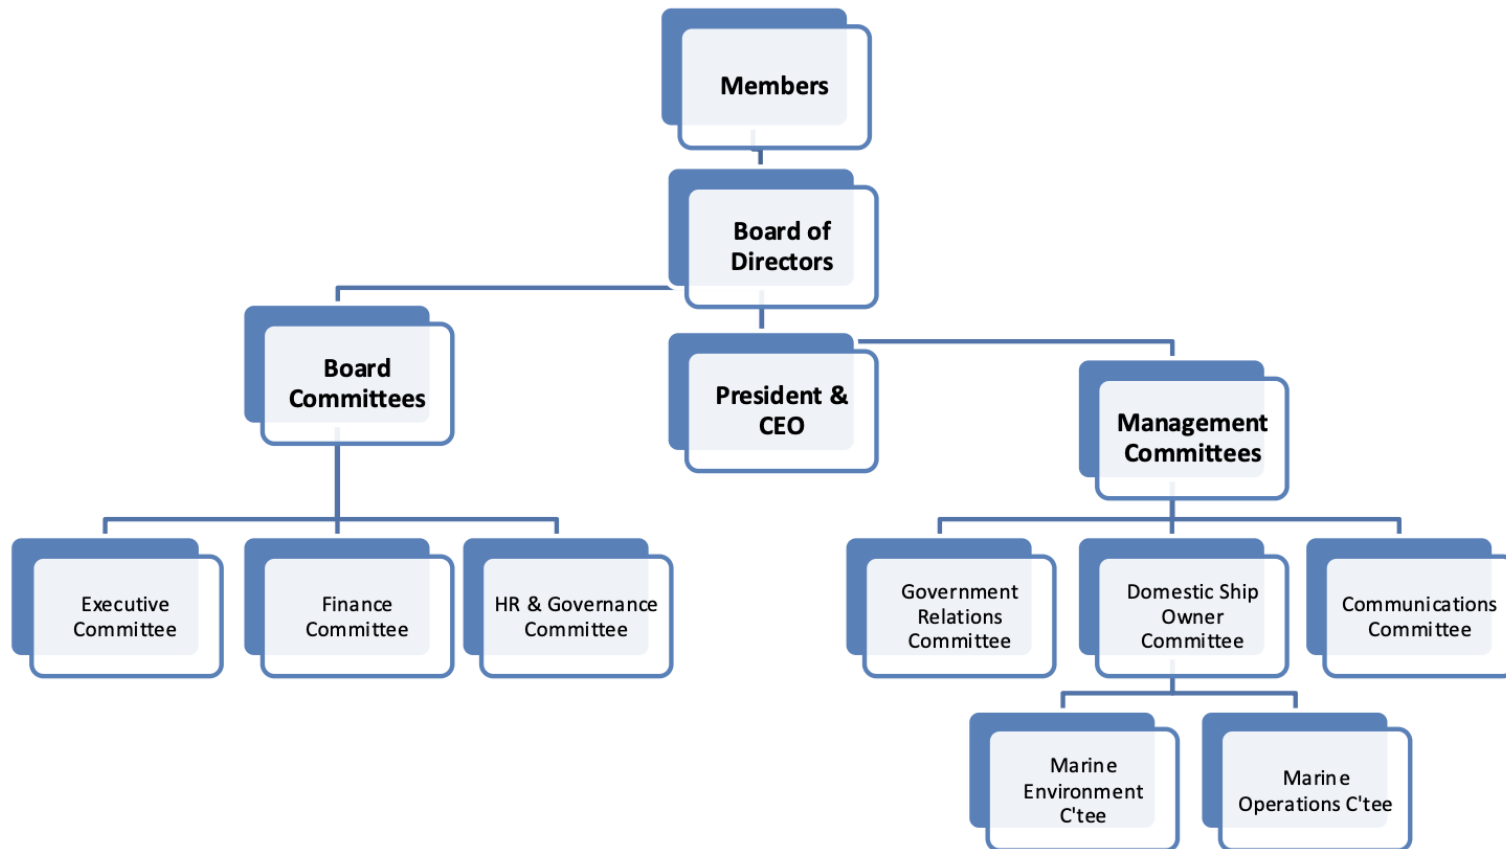 Members
Board of
Directors
Board
Committees
President &
CEO
Management
Committees
Executive
Committee
Finance
Committee
HR & Governance
Committee
Government
Relations
Committee
Domestic Ship
Owner
Committee
Communications
Committee
Marine
Environment
C'tee
Marine
Operations C'tee